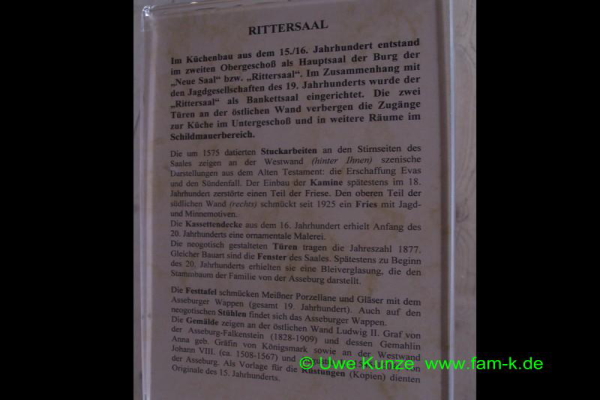 RITTERSAAL
Im Küchenbau aus dem 15./16. Jahrhundert entstand
im zweiten Obergeschoß als Hauptsaal der Burg der
„Neue Saal“ bzw. „Rittersaal“. Im Zusammenhang mit
den Jagdgesellschaften des 19. Jahrhunderts wurde der
„Rittersaal“ als Bankettsaal eingerichtet. Die zwei
Türen an der östlichen Wand verbergen die Zugänge
zur Küche im Untergeschoß und in weitere Räume im
Schildmauerbereich.
Die um 1575 datierten Stuckarbeiten an den Stirnseiten des
Saales zeigen an der Westwand (hinter Ihnen) szenische
Darstellungen aus dem Alten Testament: die Erschaffung Evas
und den Sündenfall. Der Einbau der Kamine spätestens im 18.
Jahrhundert zerstörte einen Teil der Friese. Den oberen Teil der
südlichen Wand (rechts) schmückt seit 1925 ein Fries mit Jagd-
und Minnemotiven.
Die Kassettendecke aus dem 16. Jahrhundert erhielt Anfang des
20. Jahrhunderts eine ornamentale Malerei.
Die neogotisch gestalteten Türen tragen die Jahreszahl 1877.
Gleicher Bauart sind die Fenster des Saales. Spätestens zu Beginn
des 20. Jahrhunderts erhielten sie eine Bleiverglasung, die den
Stammbaum der Familie von der Asseburg darstellt.
Die Festtafel schmücken Meißner Porzellane und Gläser mit dem
Asseburger Wappen (gesamt 19. Jahrhundert). Auch auf den
neogotischen Stühlen findet sich das Asseburger Wappen.
Die Gemälde zeigen an der östlichen Wand Ludwig II. Graf von
der Asseburg-Falkenstein (1828-1909) und dessen Gemahlin
Anna geb. Gräfin von Königsmark sowie an der Westwand
Johann VIII. (ca. 1508-1567) und
der Asseburg. Als Vorlage für die Rüstungen (Kopien) dienten
Originale des 15. Jahrhunderts.
© Uwe Kunze www.fam-k.de